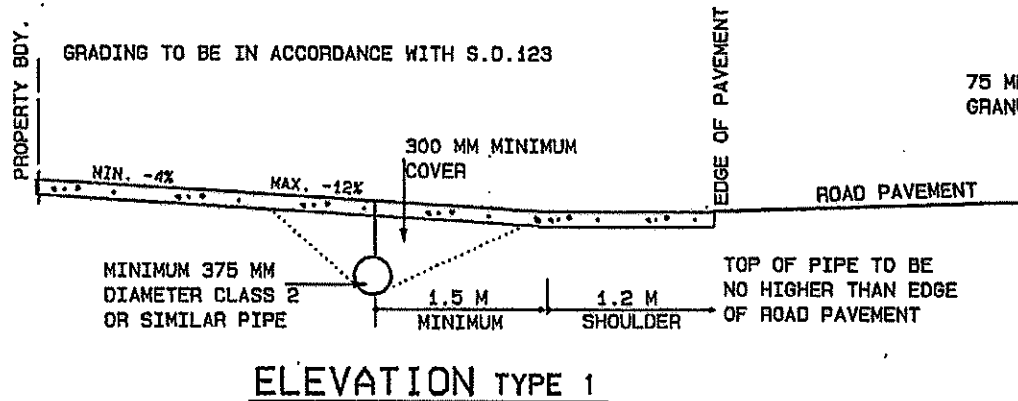 PROPERTY BDY.
GRADING TO BE IN ACCORDANCE WITH S.D.123
EDGE OF PAVEMENT
75 M
GRAN
300 MM MINIMUM
COVER
MIN. -4%
MAX. -12%
ROAD PAVEMENT
MINIMUM 375 MM
DIAMETER CLASS 2
OR SIMILAR PIPE
1.5 M
MINIMUM
1.2 M
SHOULDER
TOP OF PIPE TO BE
NO HIGHER THAN EDGE
OF ROAD PAVEMENT
ELEVATION TYPE 1